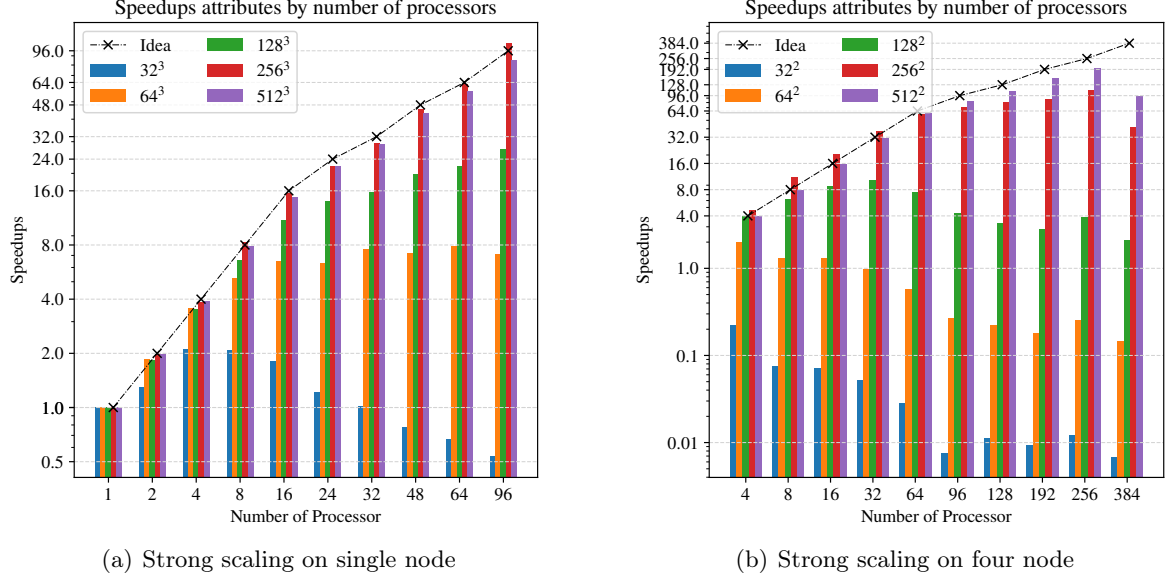 Speedups attributes by number of processors
Idea
32³
64³
128³
256³
512³
96.0
64.0
48.0
32.0
24.0
16.0
8.0
4.0
2.0
1.0
0.5
Speedups
1 2 4 8 16 24 32 48 64 96
Number of Processor
(a) Strong scaling on single node
Speedups attributes by number of processors
Idea
32²
64²
128²
256²
512²
384.0
256.0
192.0
128.0
96.0
64.0
32.0
16.0
8.0
4.0
1.0
0.1
0.01
Speedups
4 8 16 32 64 96 128 192 256 384
Number of Processor
(b) Strong scaling on four node